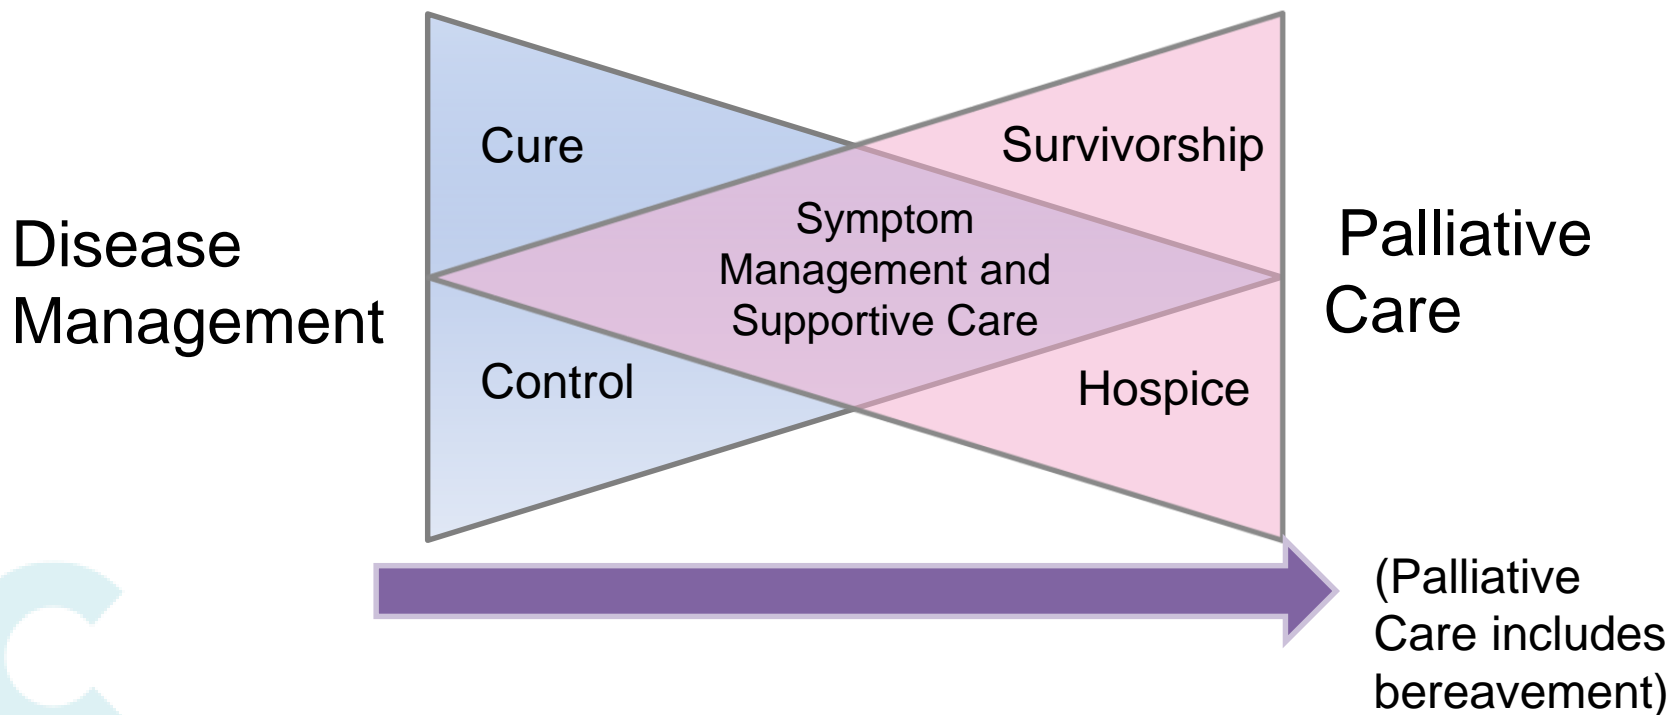 Disease
Management
Cure
Control
Symptom
Management and
Supportive Care
Survivorship
Hospice
Palliative
Care
(Palliative
Care includes
bereavement)